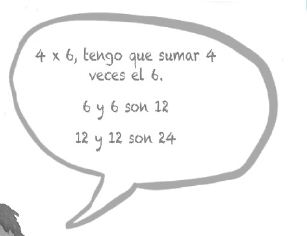 4 x 6, tengo que sumar 4
veces el 6.
6 y 6 son 12
12 y 12 son 24